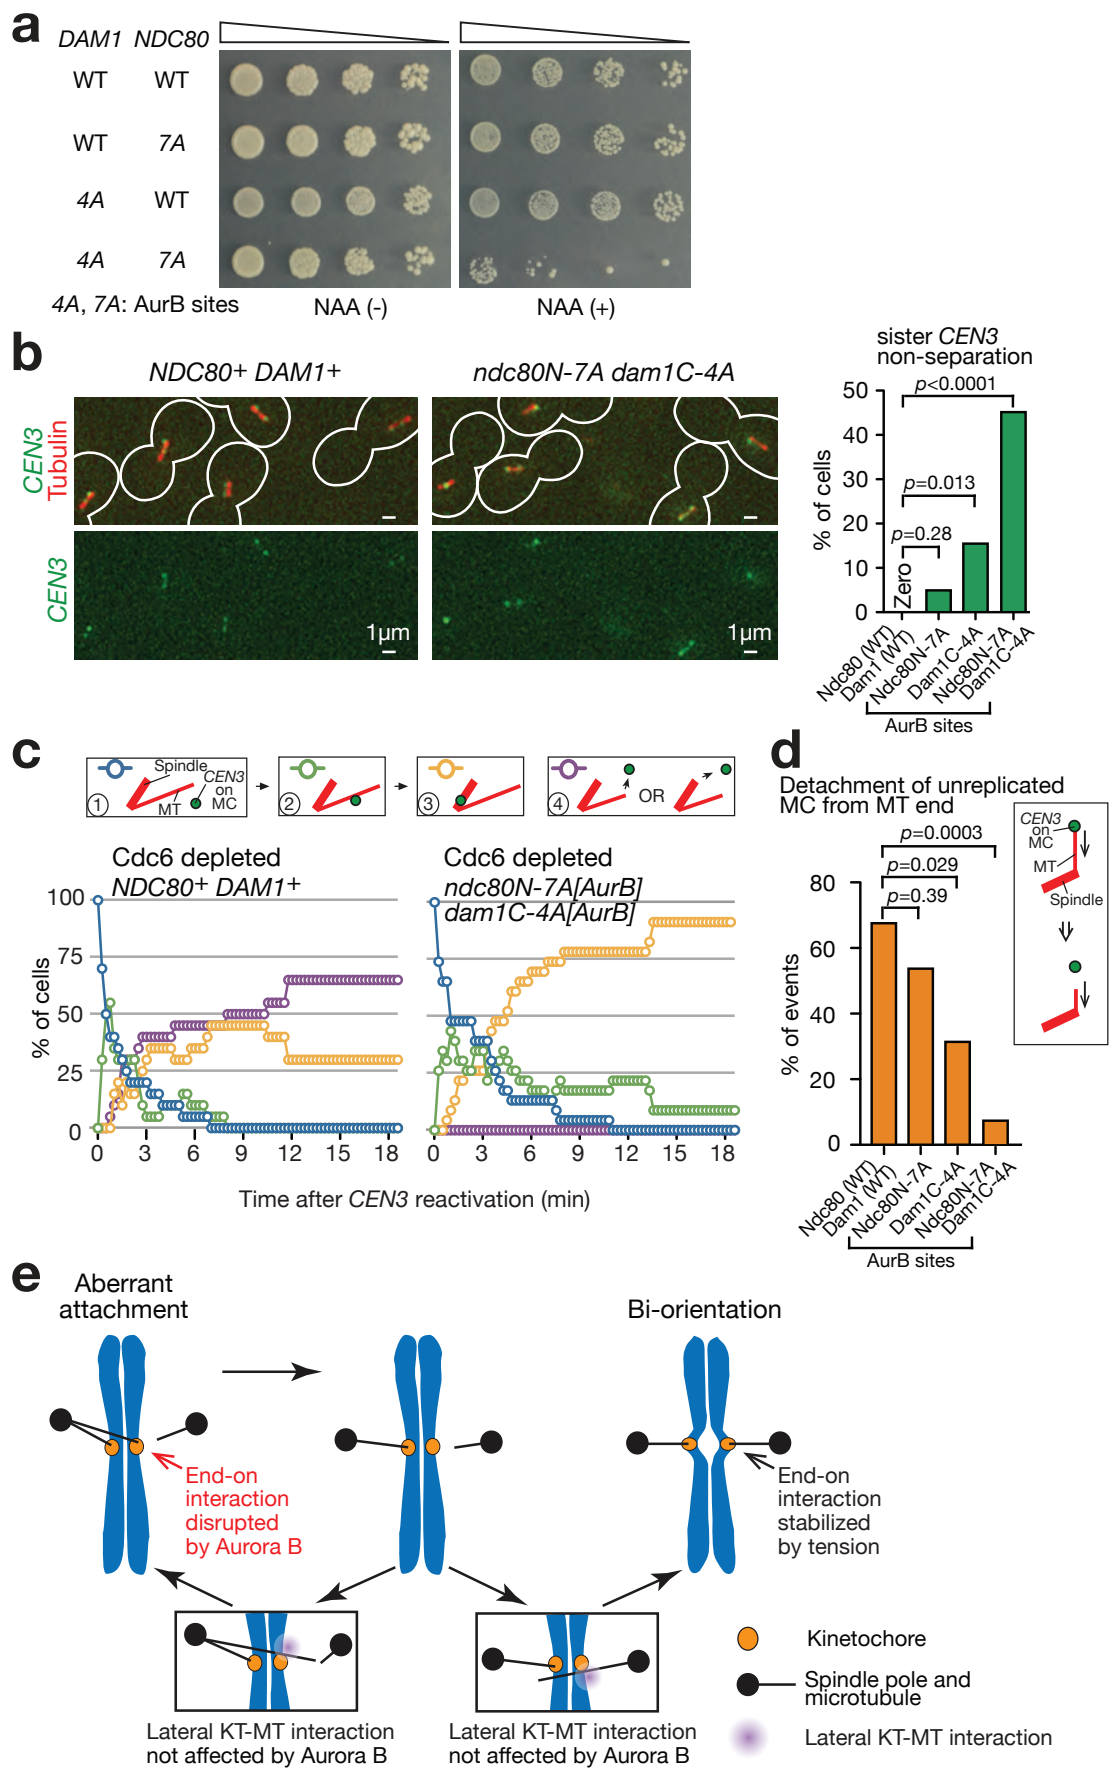 a
DAM1 NDC80
WT WT
WT 7A
4A WT
4A 7A
4A, 7A: AurB sites
NAA (-)
NAA (+)
b
NDC80+ DAM1+
ndc80N-7A dam1C-4A
CEN3
Tubulin
CEN3
1µm
1µm
sister CEN3
non-separation
% of cells
50
40
30
20
10
0
p<0.0001
p=0.013
p=0.28
Zero
Ndc80 (WT)
Dam1 (WT)
Ndc80N-7A
Dam1C-4A
Ndc80N-7A
Dam1C-4A
AurB sites
c
1
Spindle
MT
CEN3
on
MC
2
3
4
OR
Cdc6 depleted
NDC80+ DAM1+
Cdc6 depleted
ndc80N-7A[AurB]
dam1C-4A[AurB]
% of cells
100
75
50
25
0
0 3 6 9 12 15 18
0 3 6 9 12 15 18
Time after CEN3 reactivation (min)
d
Detachment of unreplicated
MC from MT end
p=0.0003
p=0.029
p=0.39
% of events
80
60
40
20
0
Ndc80 (WT)
Dam1 (WT)
Ndc80N-7A
Dam1C-4A
Ndc80N-7A
Dam1C-4A
AurB sites
CEN3
on
MC
MT
Spindle
e
Aberrant
attachment
Bi-orientation
End-on
interaction
disrupted
by Aurora B
End-on
interaction
stabilized
by tension
Lateral KT-MT interaction
not affected by Aurora B
Lateral KT-MT interaction
not affected by Aurora B
Kinetochore
Spindle pole and
microtubule
Lateral KT-MT interaction